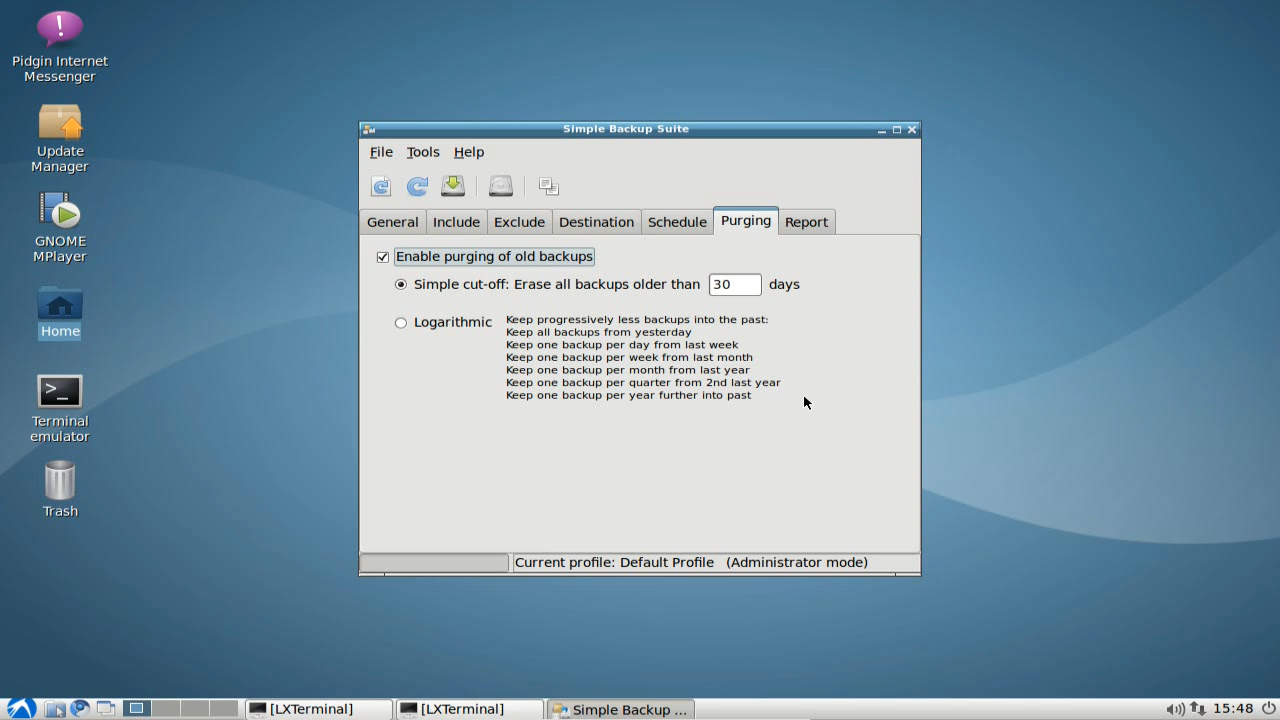 Pidgin Internet
Messenger
Update
Manager
GNOME
MPlayer
Home
Terminal
emulator
Trash
Simple Backup Suite
File Tools Help
General Include Exclude Destination Schedule Purging Report
Enable purging of old backups
Simple cut-off: Erase all backups older than 30 days
Logarithmic
Keep progressively less backups into the past:
Keep all backups from yesterday
Keep one backup per day from last week
Keep one backup per week from last month
Keep one backup per month from last year
Keep one backup per quarter from 2nd last year
Keep one backup per year further into past
Current profile: Default Profile (Administrator mode)
[LXTerminal] [LXTerminal] Simple Backup ... 15:48